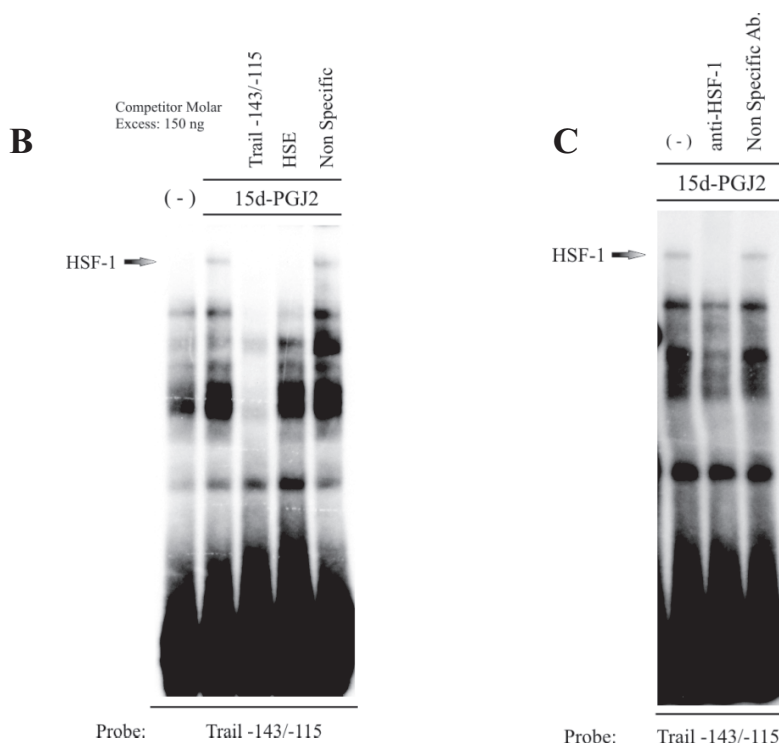 B
Competitor Molar
Excess: 150 ng
Trail -143/-115
HSE
Non Specific
( - )
15d-PGJ2
HSF-1
Probe:
Trail -143/-115
C
( - )
anti-HSF-1
Non Specific Ab.
15d-PGJ2
HSF-1
Probe:
Trail -143/-115